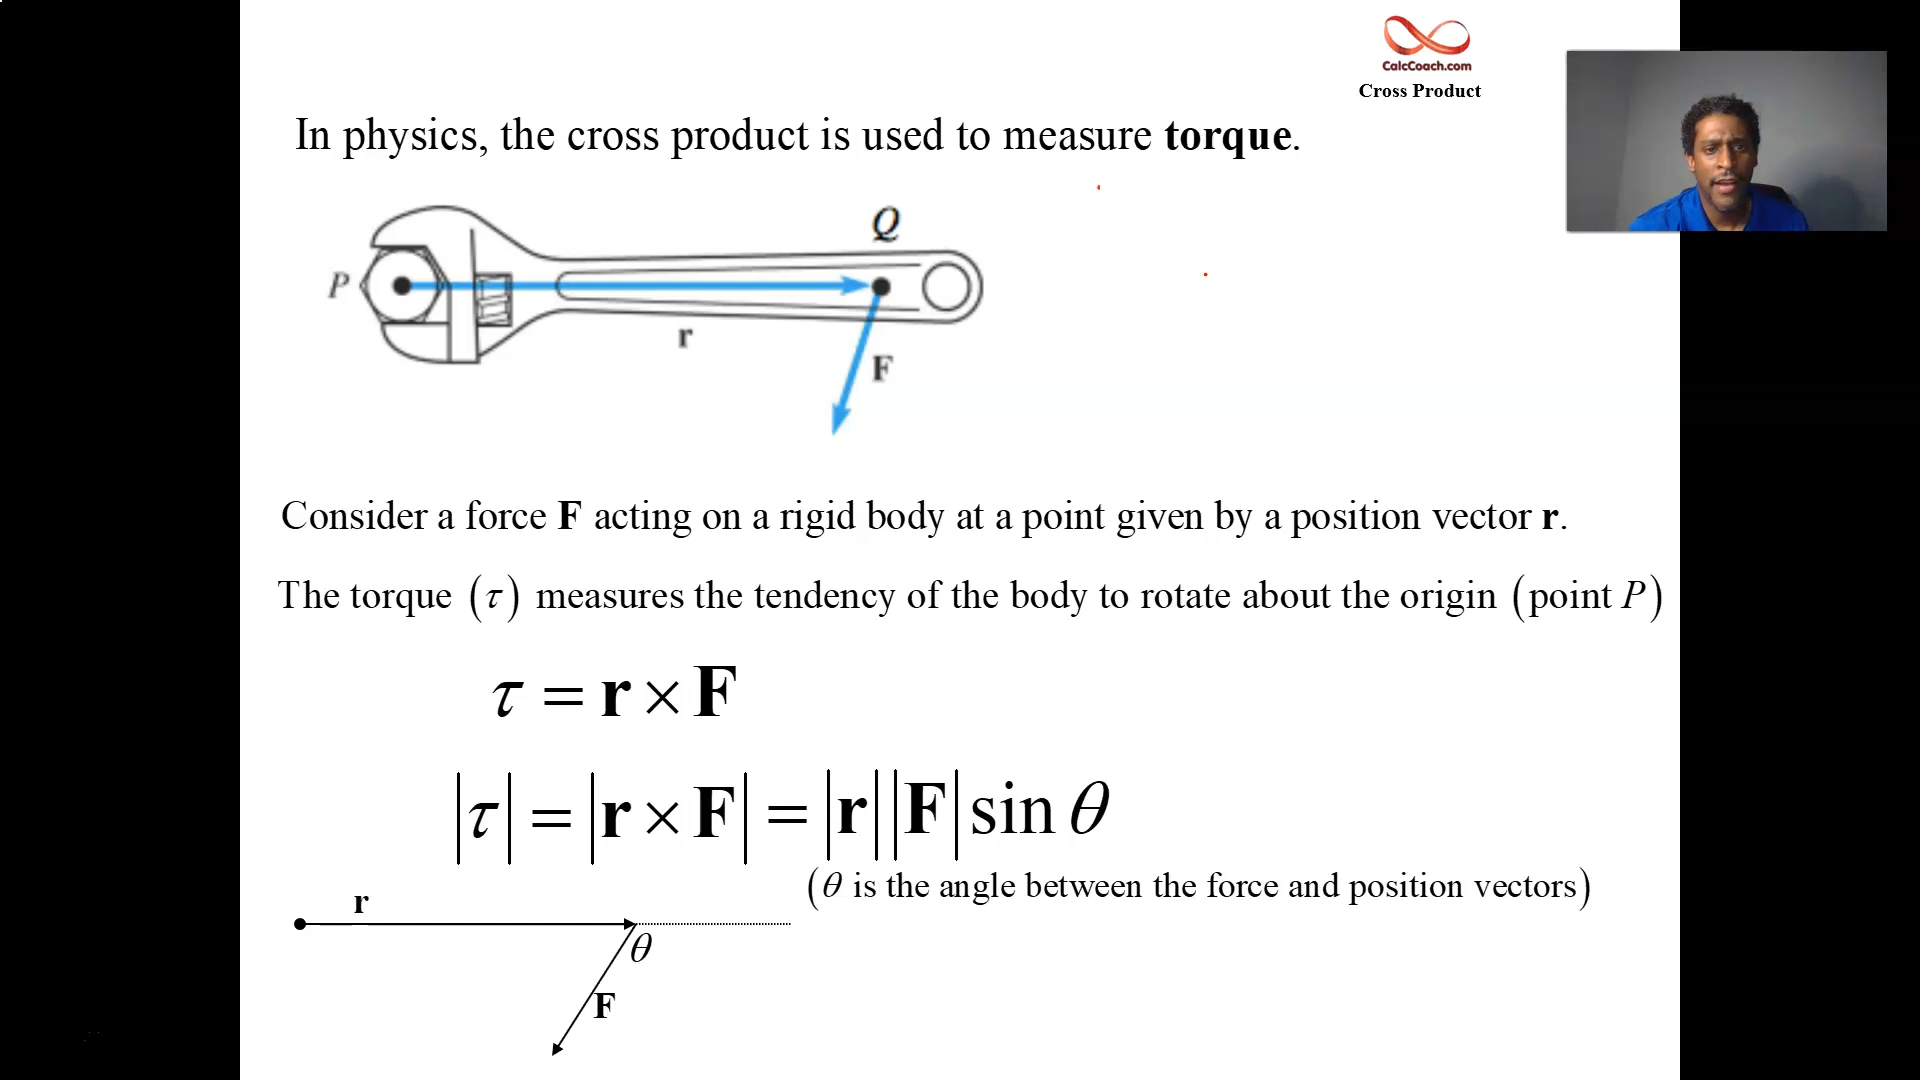 CalcCoach.com
Cross Product
In physics, the cross product is used to measure torque.
Q
P
r
F
Consider a force F acting on a rigid body at a point given by a position vector r.
The torque (τ) measures the tendency of the body to rotate about the origin (point P)
τ = r × F
|τ| = |r × F| = |r||F| sin θ
(θ is the angle between the force and position vectors)
r
θ
F